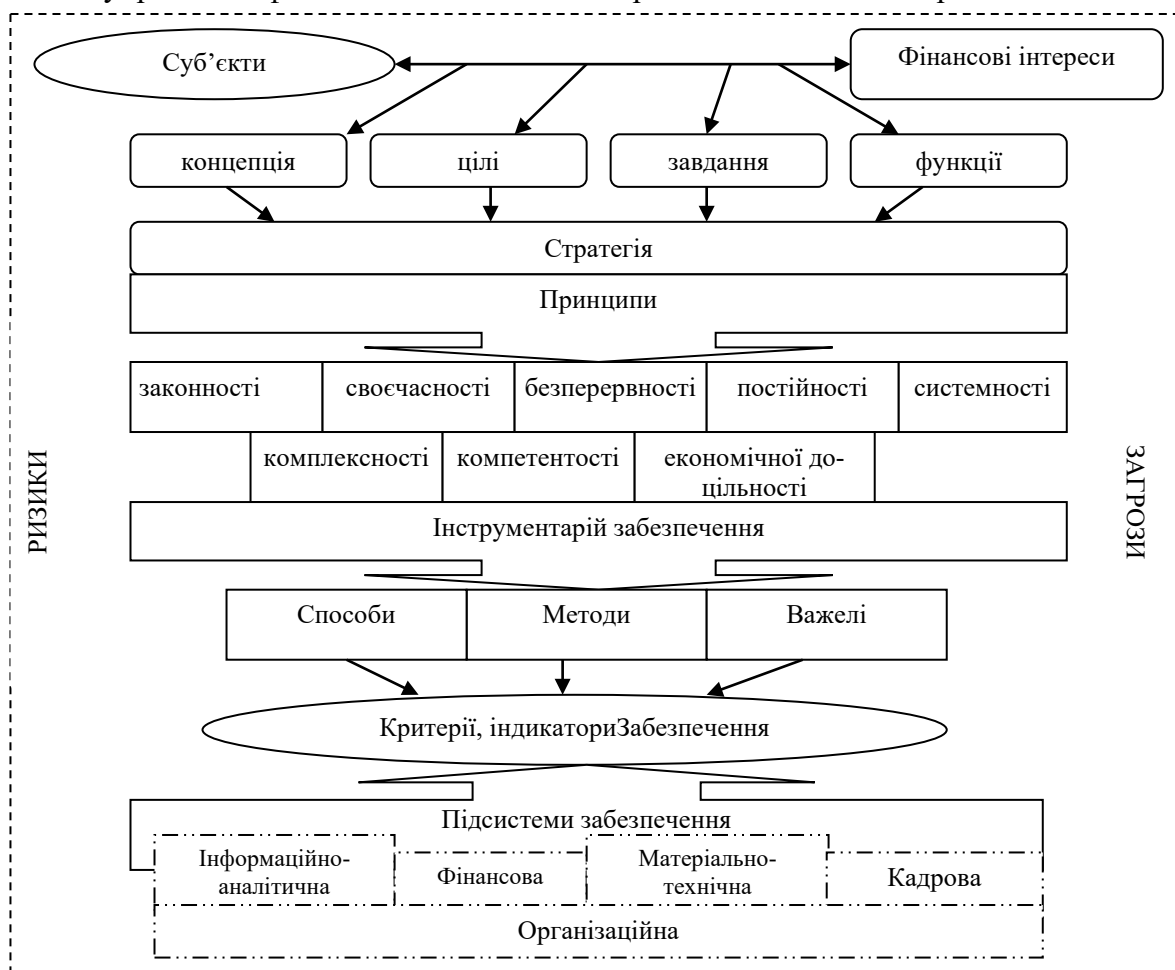 Суб’єкти
Фінансові інтереси
концепція
цілі
завдання
функції
Стратегія
Принципи
законності
своєчасності
безперервності
постійності
системності
комплексності
компетентості
економічної до-
цільності
РИЗИКИ
ЗАГРОЗИ
Інструментарій забезпечення
Способи
Методи
Важелі
Критерії, індикаториЗабезпечення
Підсистеми забезпечення
Інформаційно-
аналітична
Фінансова
Матеріально-
технічна
Кадрова
Організаційна